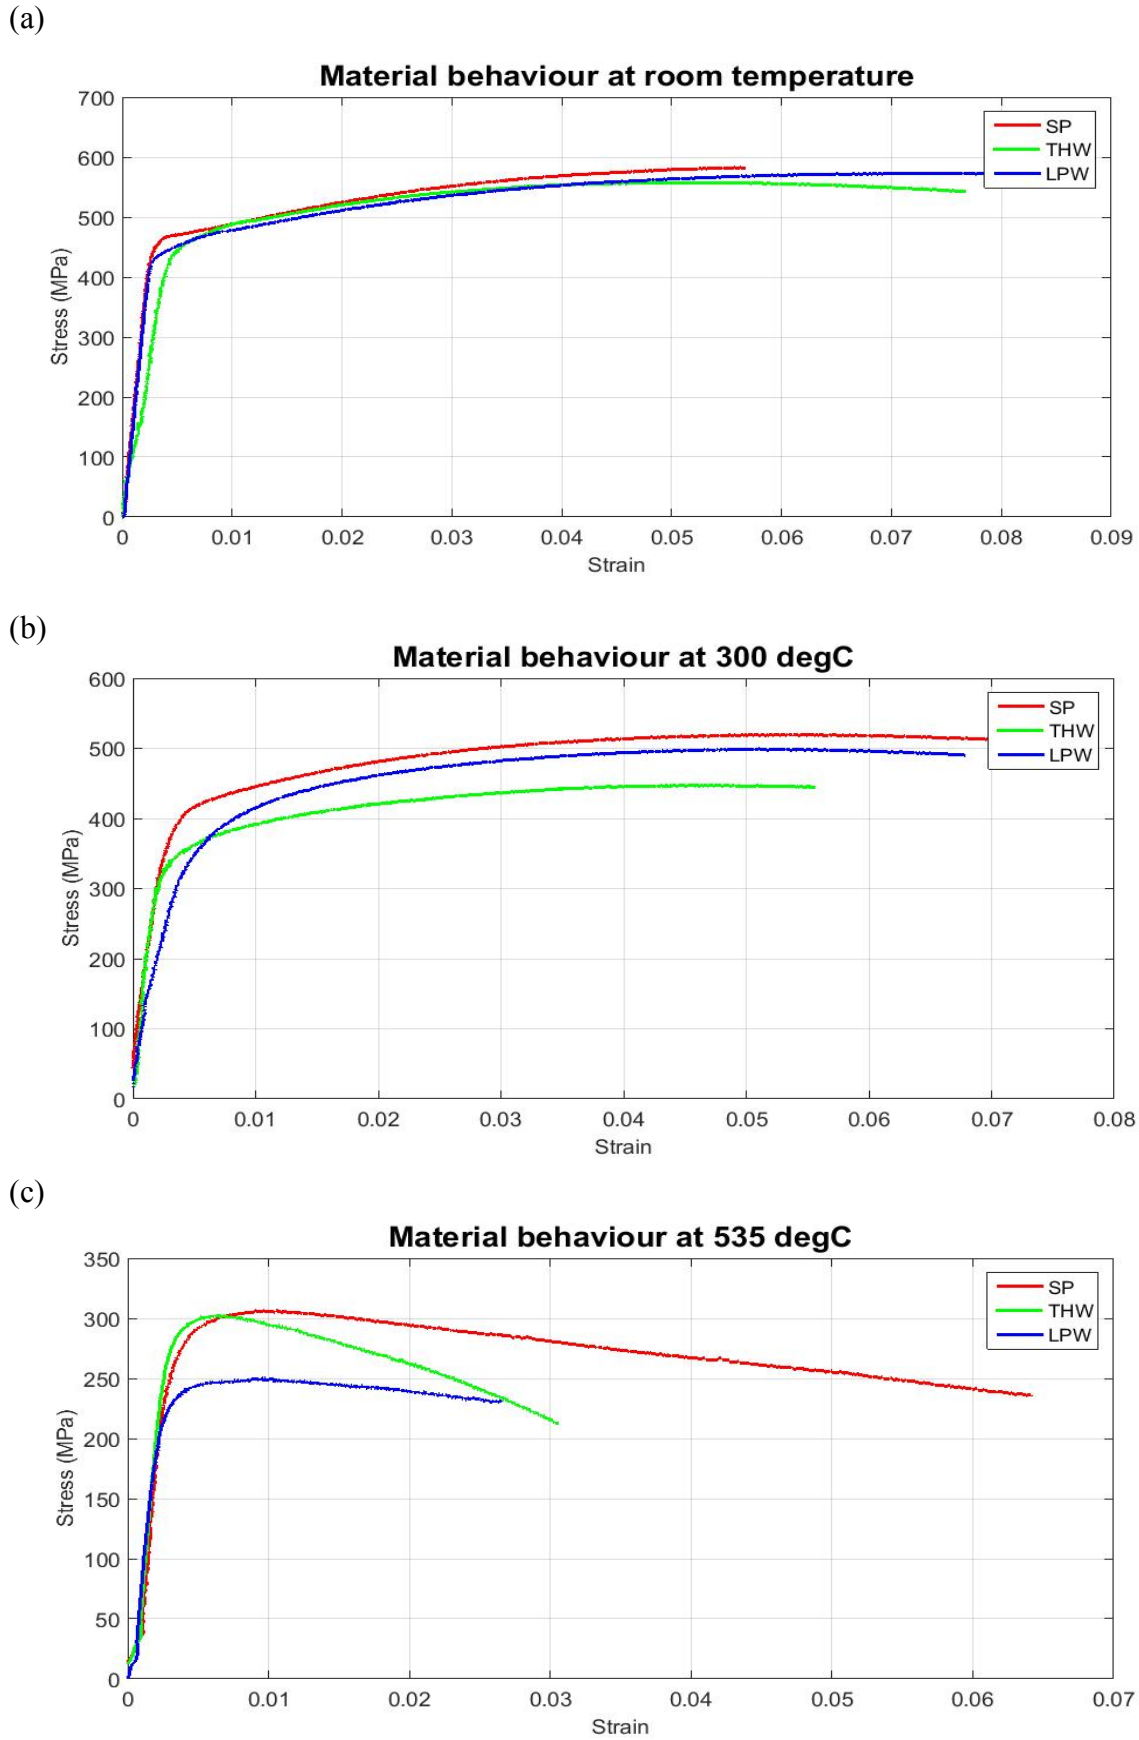 (a)
Material behaviour at room temperature
700
600
500
400
300
200
100
0
Stress (MPa)
SP
THW
LPW
0 0.01 0.02 0.03 0.04 0.05 0.06 0.07 0.08 0.09
Strain
(b)
Material behaviour at 300 degC
600
500
400
300
200
100
0
Stress (MPa)
SP
THW
LPW
0 0.01 0.02 0.03 0.04 0.05 0.06 0.07 0.08
Strain
(c)
Material behaviour at 535 degC
350
300
250
200
150
100
50
0
Stress (MPa)
SP
THW
LPW
0 0.01 0.02 0.03 0.04 0.05 0.06 0.07
Strain